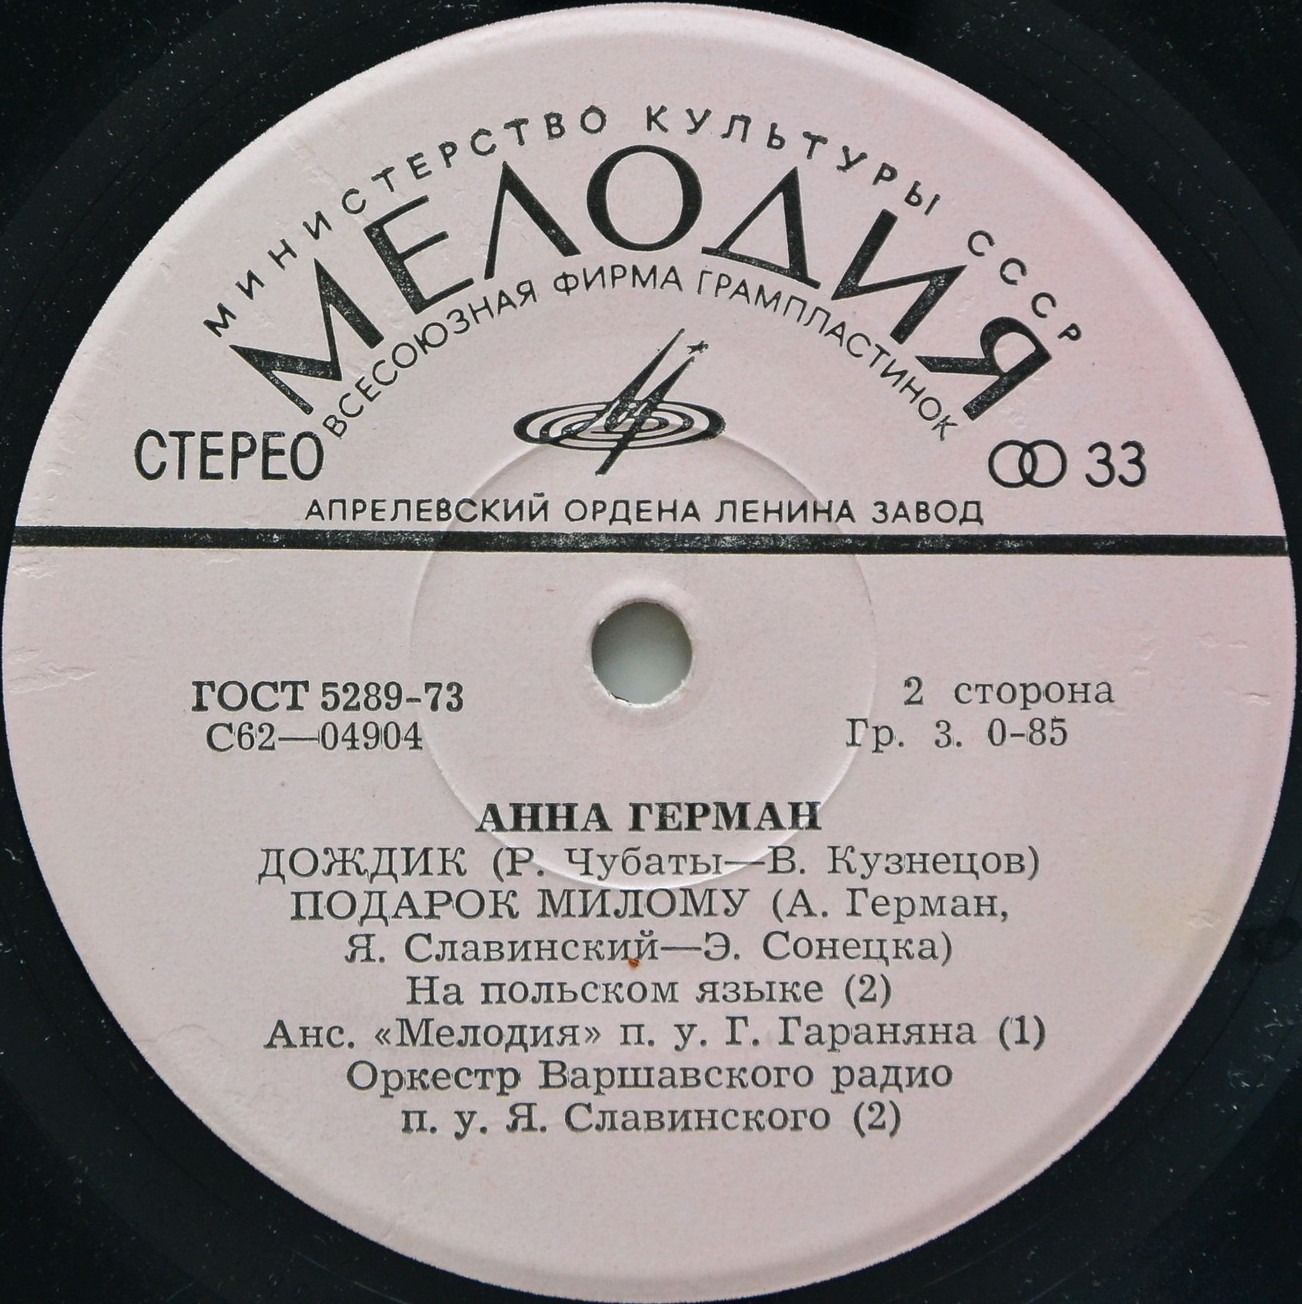 МИНИСТЕРСТВО КУЛЬТУРЫ СССР
МЕЛОДИЯ
ВСЕСОЮЗНАЯ ФИРМА ГРАМПЛАСТИНОК
СТЕРЕО 33
АПРЕЛЕВСКИЙ ОРДЕНА ЛЕНИНА ЗАВОД
ГОСТ 5289-73 2 сторона
С62—04904 Гр. 3. 0-85
АННА ГЕРМАН
ДОЖДИК (Р. Чубаты—В. Кузнецов)
ПОДАРОК МИЛОМУ (А. Герман,
Я. Славинский—Э. Сонецка)
На польском языке (2)
Анс. «Мелодия» п. у. Г. Гараняна (1)
Оркестр Варшавского радио
п. у. Я. Славинского (2)